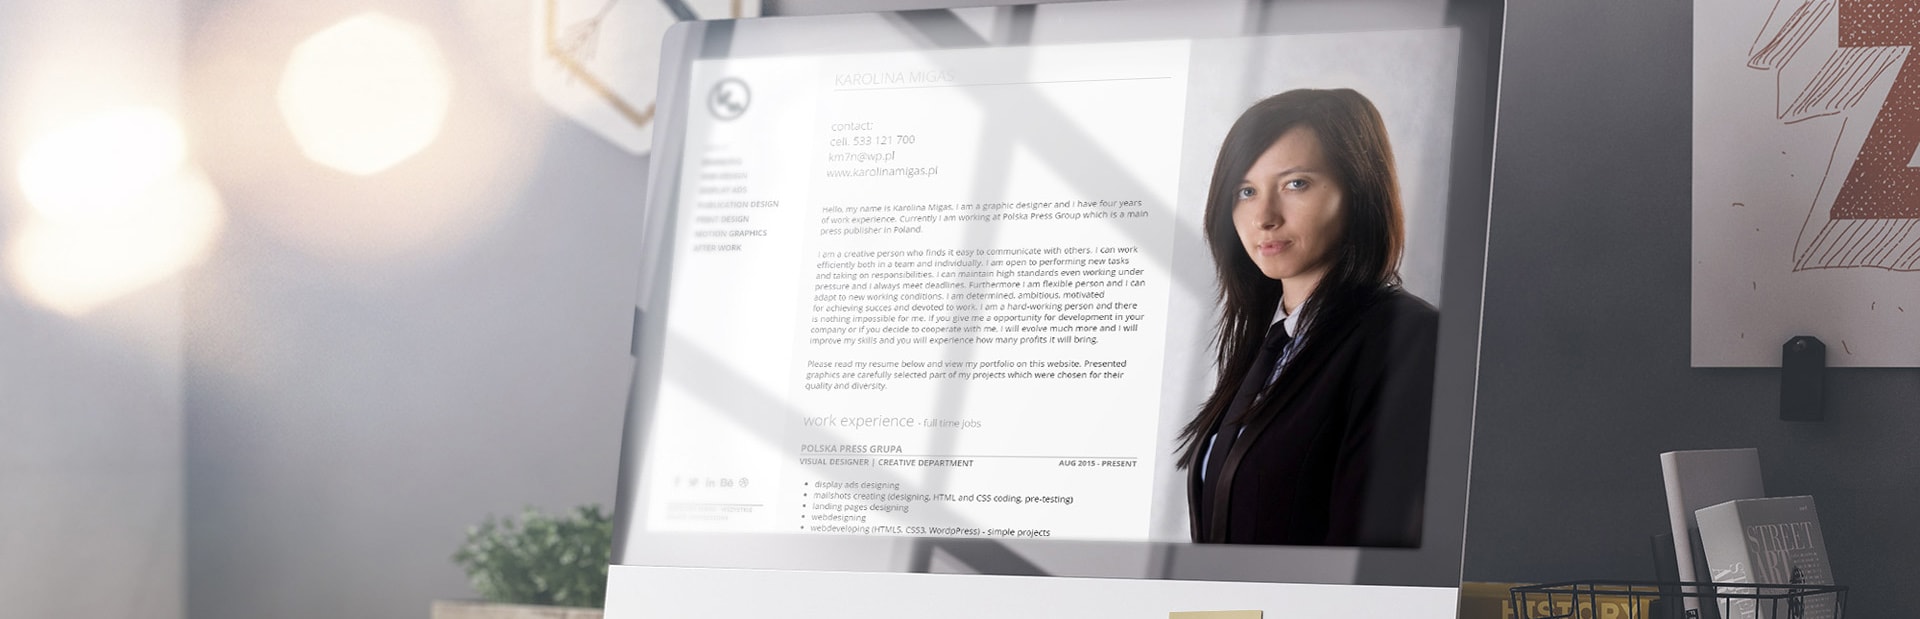 KAROLINA MIGAS
contact:
cell. 533 121 700
km7n@wp.pl
www.karolinamigas.pl
PUBLICATION DESIGN
PRINT DESIGN
MOTION GRAPHICS
AFTER WORK
Hello, my name is Karolina Migas. I am a graphic designer and I have four years
of work experience. Currently I am working at Polska Press Group which is a main
press publisher in Poland.
I am a creative person who finds it easy to communicate with others. I can work
efficiently both in a team and individually. I am open to performing new tasks
and taking on responsibilities. I can maintain high standards even working under
pressure and I always meet deadlines. Furthermore I am flexible person and I can
adapt to new working conditions. I am determined, ambitious, motivated
for achieving succes and devoted to work. I am a hard-working person and there
is nothing impossible for me. If you give me a opportunity for development in your
company or if you decide to cooperate with me, I will evolve much more and I will
improve my skills and you will experience how many profits it will bring.
Please read my resume below and view my portfolio on this website. Presented
graphics are carefully selected part of my projects which were chosen for their
quality and diversity.
work experience - full time jobs
POLSKA PRESS GRUPA
VISUAL DESIGNER | CREATIVE DEPARTMENT AUG 2015 - PRESENT
• display ads designing
• mailshots creating (designing, HTML and CSS coding, pre-testing)
• landing pages designing
• webdesigning
• webdeveloping (HTML5, CSS3, WordPress) - simple projects
in Bē
STREET
ART
HISTORY